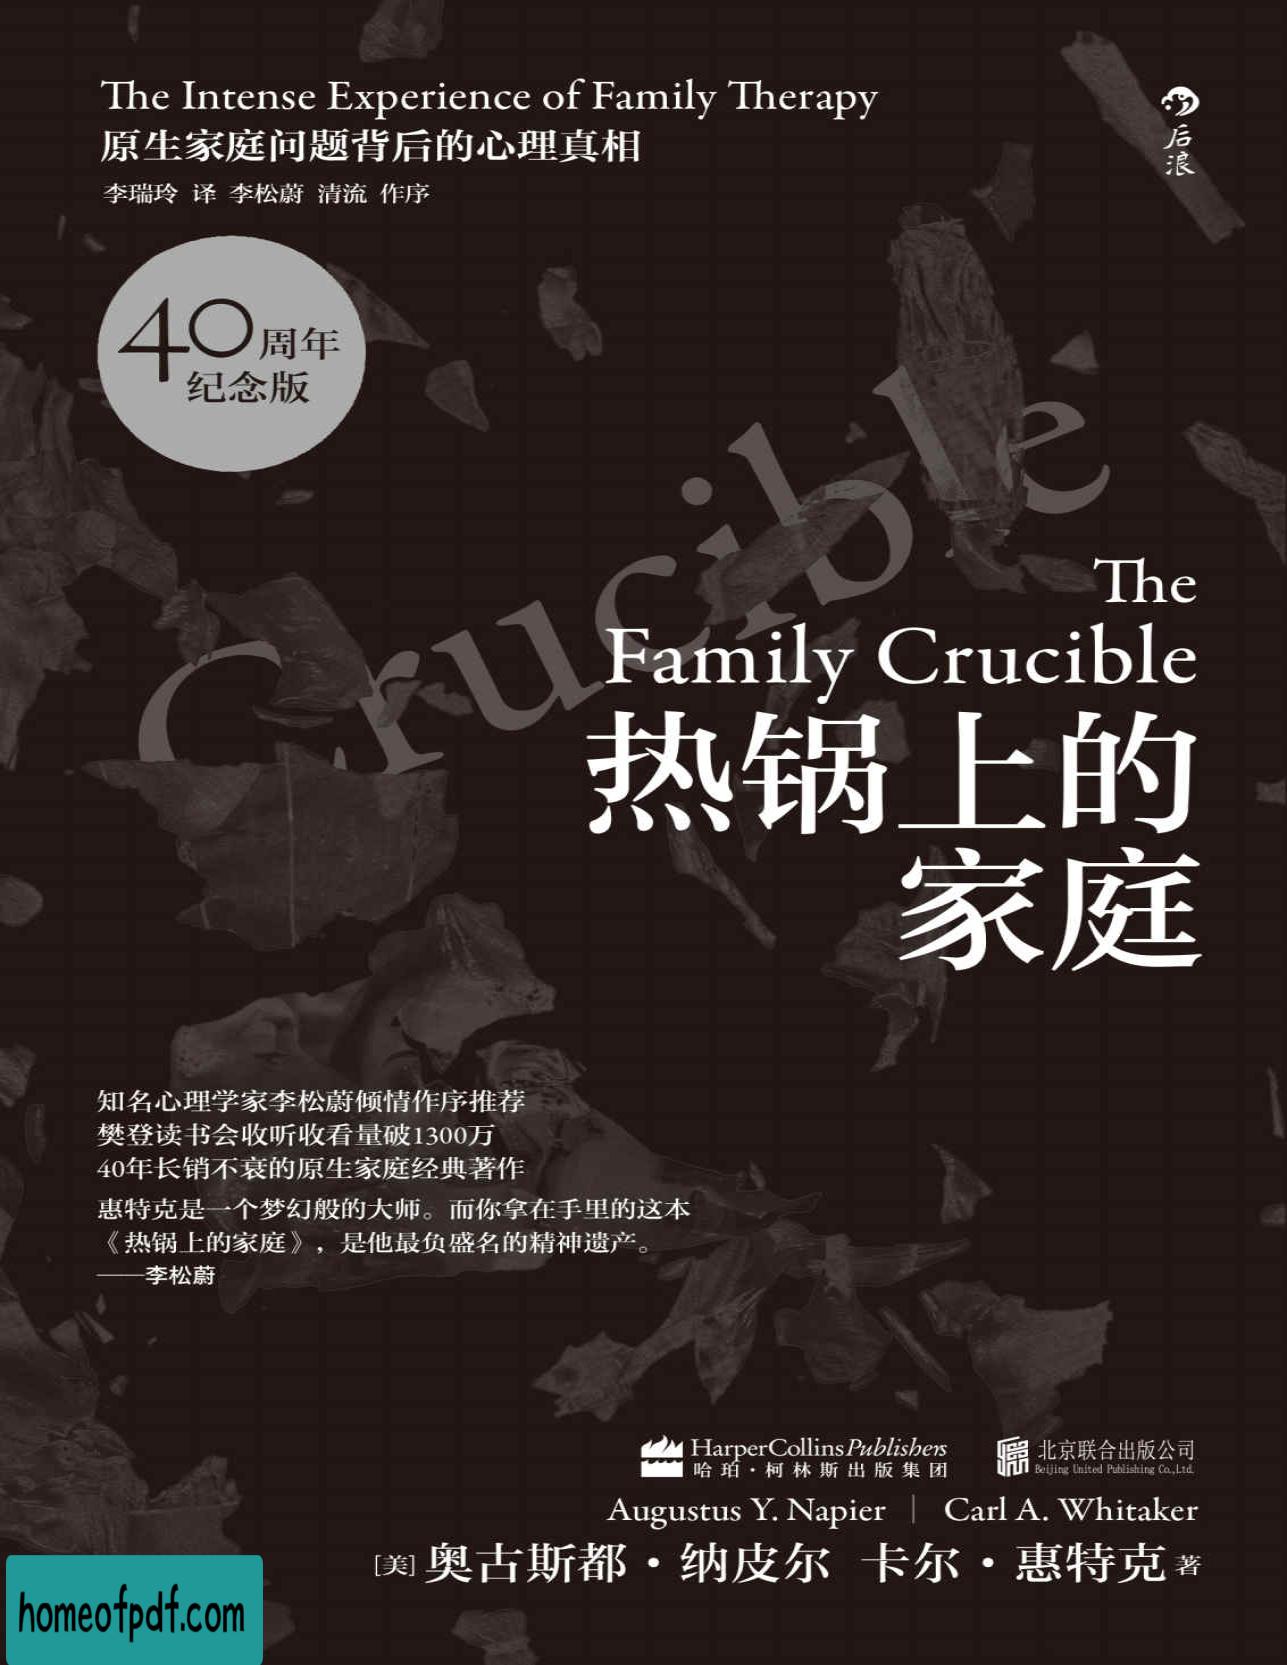 The Intense Experience of Family Therapy
原生家庭问题背后的心理真相
李瑞玲 译 李松蔚 清流 作序
后浪
40周年
纪念版
Crucible
The
Family Crucible
热锅上的
家庭
知名心理学家李松蔚倾情作序推荐
樊登读书会收听收看量破1300万
40年长销不衰的原生家庭经典著作
惠特克是一个梦幻般的大师。而你拿在手里的这本
《热锅上的家庭》，是他最负盛名的精神遗产。
——李松蔚
HarperCollinsPublishers
哈珀·柯林斯出版集团
北京联合出版公司
Beijing United Publishing Co.,Ltd.
Augustus Y. Napier | Carl A. Whitaker
[美]奥古斯都·纳皮尔 卡尔·惠特克 著
homeofpdf.com